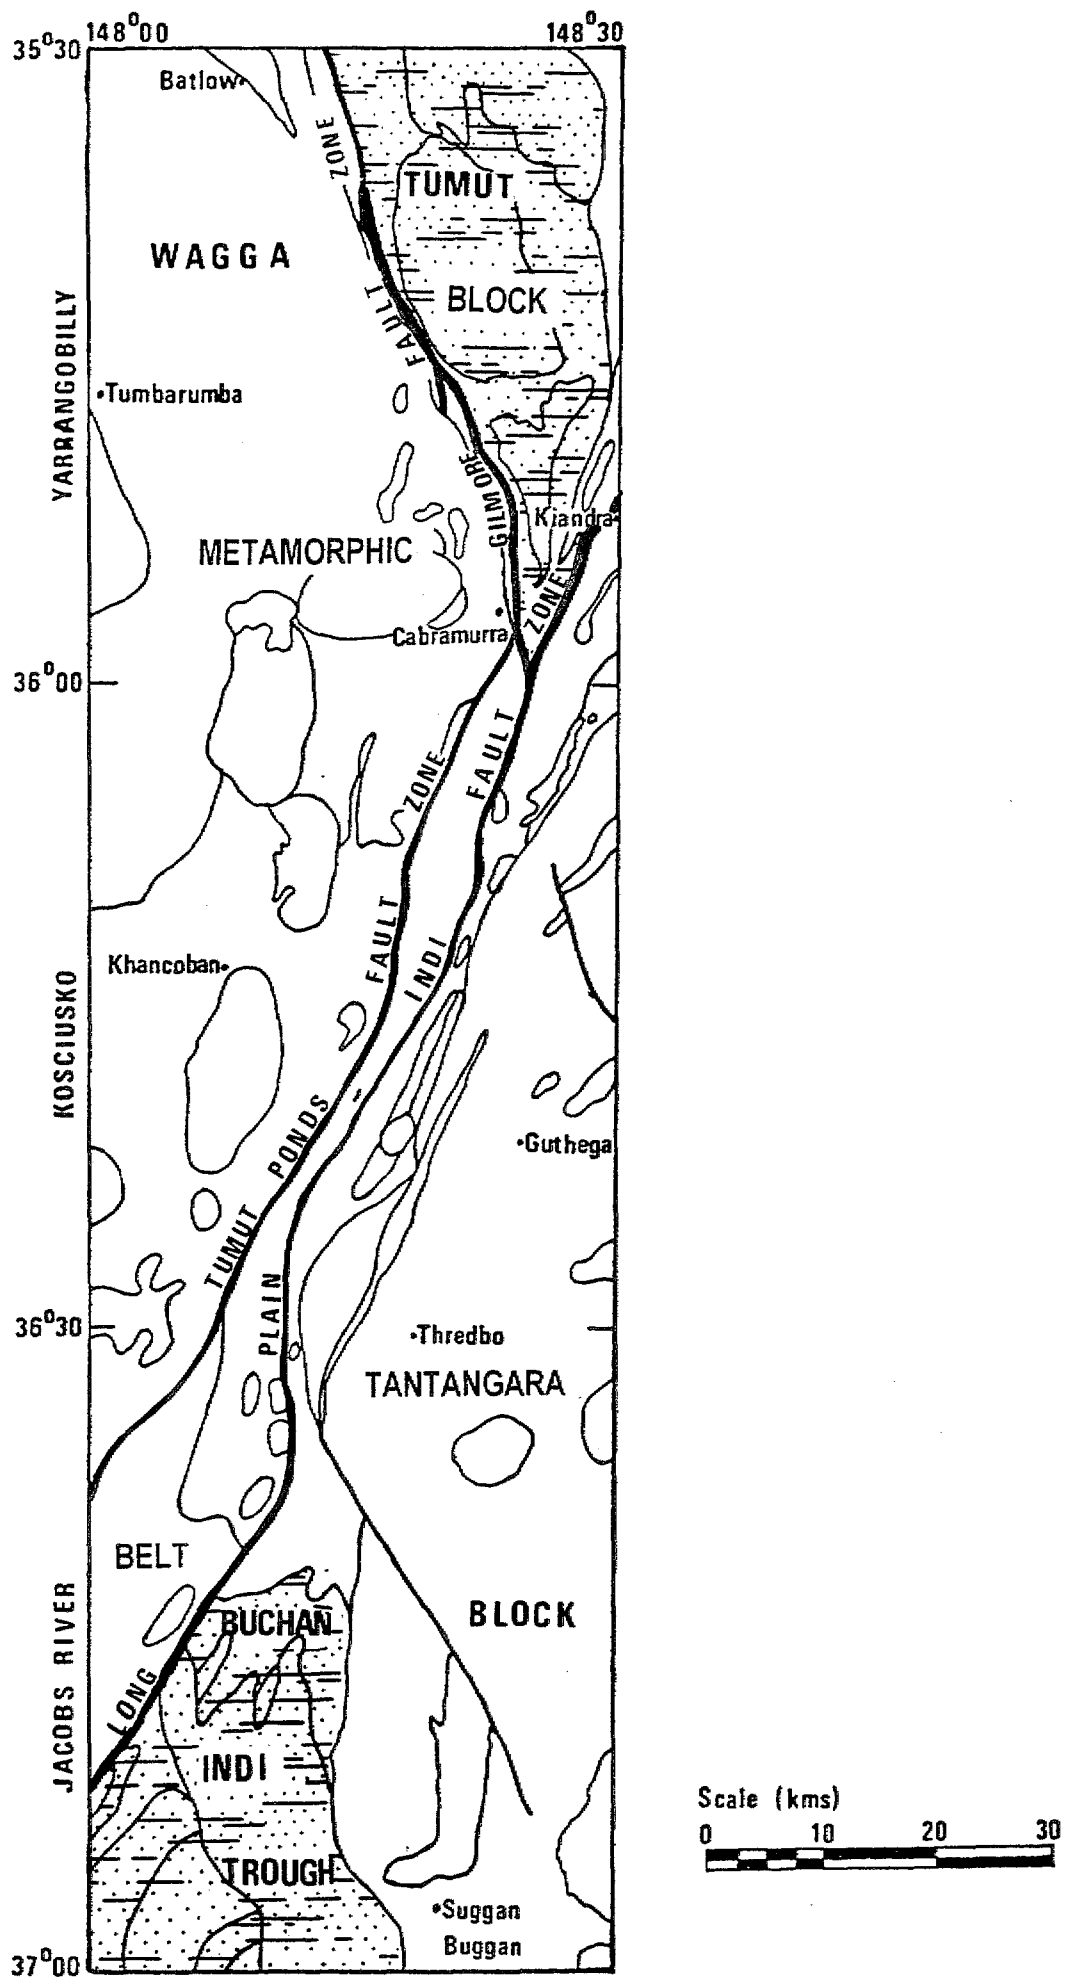 148°00 148°30
35°30
Batlow
ZONE
TUMUT
WAGGA
BLOCK
FAULT
YARRANGOBILLY
Tumbarumba
GILMORE
Kiandra
METAMORPHIC
ZONE
Cabramurra
36°00
FAULT
ZONE
FAULT
INDI
Khancoban
KOSCIUSKO
PONDS
Guthega
TUMUT
PLAIN
36°30
Thredbo
TANTANGARA
BELT
BLOCK
BUCHAN
JACOBS RIVER
LONG
INDI
Scale (kms)
0 10 20 30
TROUGH
Suggan
Buggan
37°00